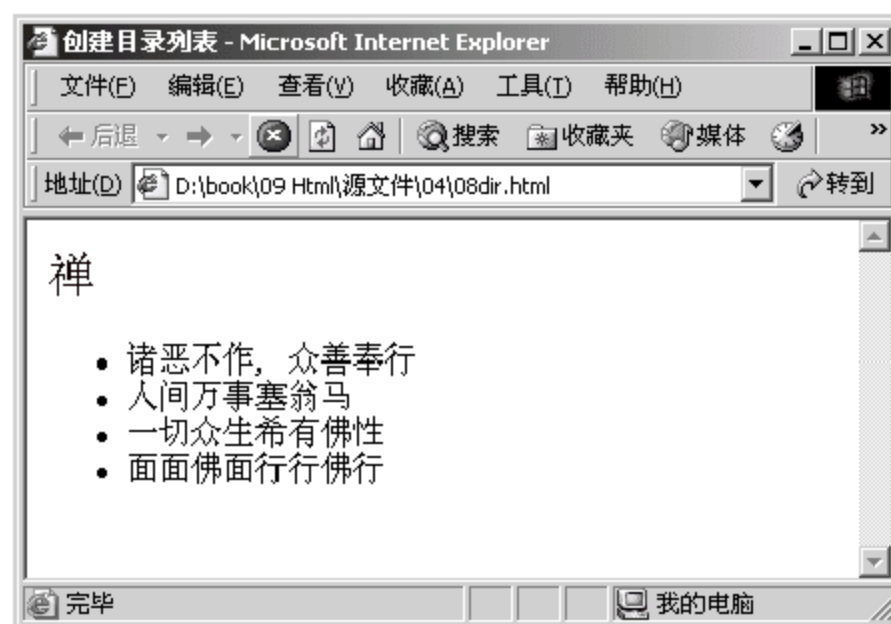 创建目录列表 - Microsoft Internet Explorer
文件(F) 编辑(E) 查看(V) 收藏(A) 工具(T) 帮助(H)
后退 搜索 收藏夹 媒体 »
地址(D) D:\book\09 Html\源文件\04\08dir.html 转到
禅
• 诸恶不作, 众善奉行
• 人间万事塞翁马
• 一切众生希有佛性
• 面面佛面行行佛行
完毕 我的电脑